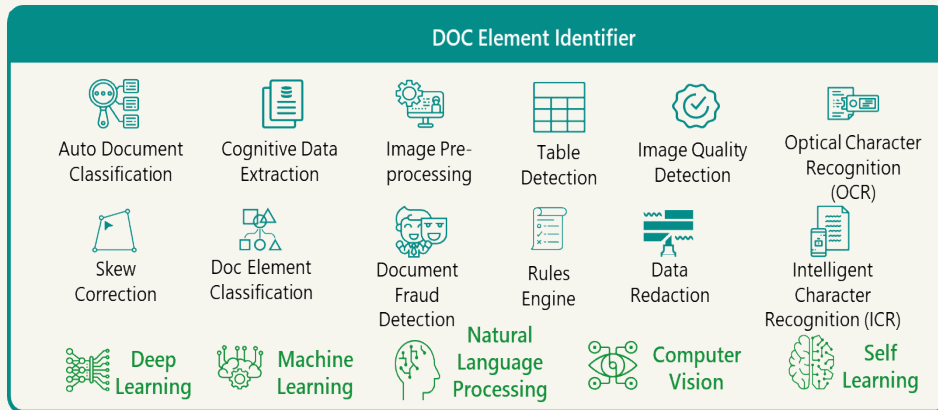 DOC Element Identifier
Auto Document
Classification
Cognitive Data
Extraction
Image Pre-
processing
Table
Detection
Image Quality
Detection
Optical Character
Recognition
(OCR)
Skew
Correction
Doc Element
Classification
Document
Fraud
Detection
Rules
Engine
Data
Redaction
Intelligent
Character
Recognition (ICR)
Deep
Learning
Machine
Learning
Natural
Language
Processing
Computer
Vision
Self
Learning